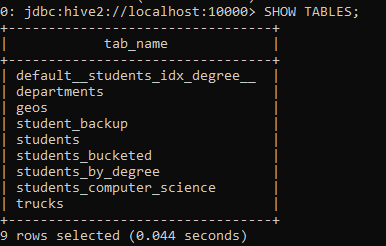 0: jdbc:hive2://localhost:10000> SHOW TABLES;
+--------------------------------+
|            tab_name            |
+--------------------------------+
| default__students_idx_degree__ |
| departments                    |
| geos                           |
| student_backup                 |
| students                       |
| students_bucketed              |
| students_by_degree             |
| students_computer_science      |
| trucks                         |
+--------------------------------+
9 rows selected (0.044 seconds)